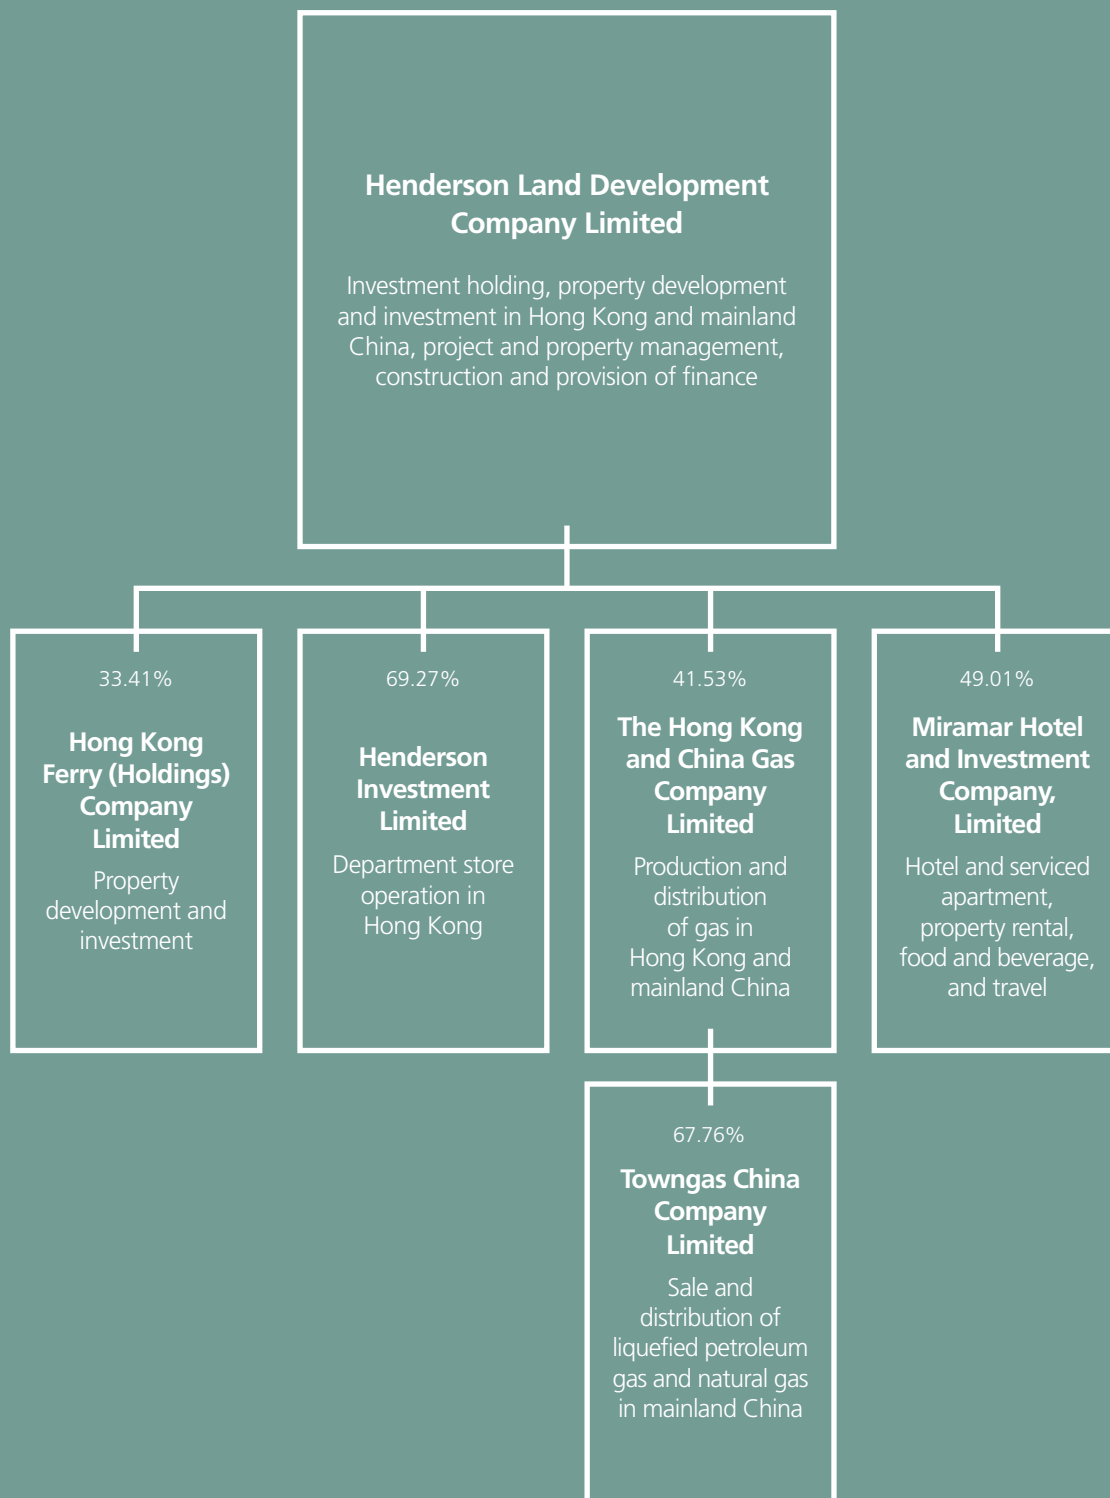 Henderson Land Development
Company Limited
Investment holding, property development
and investment in Hong Kong and mainland
China, project and property management,
construction and provision of finance
33.41%
Hong Kong
Ferry (Holdings)
Company
Limited
Property
development and
investment
69.27%
Henderson
Investment
Limited
Department store
operation in
Hong Kong
41.53%
The Hong Kong
and China Gas
Company
Limited
Production and
distribution
of gas in
Hong Kong and
mainland China
49.01%
Miramar Hotel
and Investment
Company,
Limited
Hotel and serviced
apartment,
property rental,
food and beverage,
and travel
67.76%
Towngas China
Company
Limited
Sale and
distribution of
liquefied petroleum
gas and natural gas
in mainland China